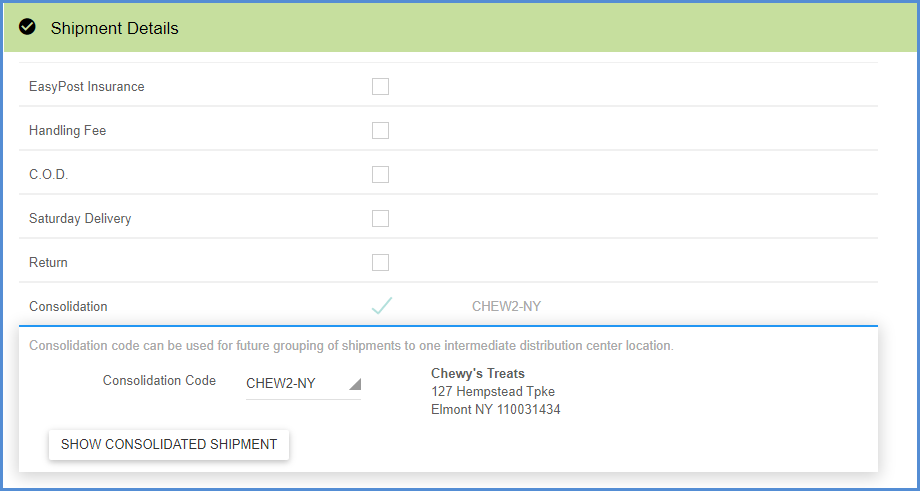 Shipment Details
EasyPost Insurance
Handling Fee
C.O.D.
Saturday Delivery
Return
Consolidation CHEW2-NY
Consolidation code can be used for future grouping of shipments to one intermediate distribution center location.
Consolidation Code CHEW2-NY
Chewy's Treats
127 Hempstead Tpke
Elmont NY 110031434
SHOW CONSOLIDATED SHIPMENT